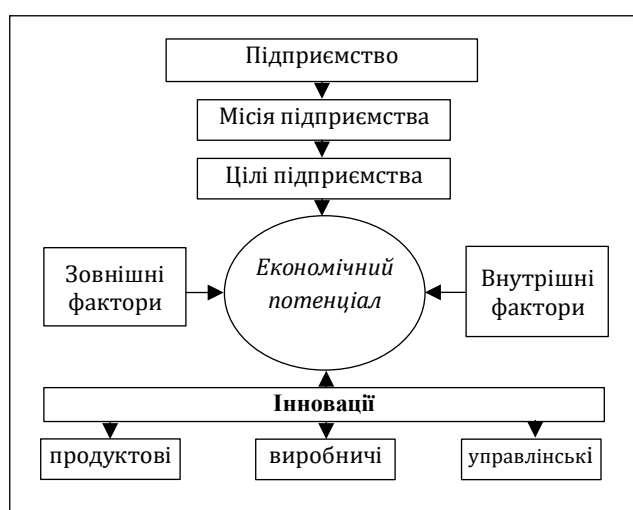 Підприємство
Місія підприємства
Цілі підприємства
Зовнішні
фактори
Економічний
потенціал
Внутрішні
фактори
Інновації
продуктові
виробничі
управлінські